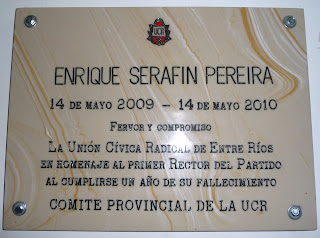 UCR
ENRIQUE SERAFIN PEREIRA
14 DE MAYO 2009 - 14 DE MAYO 2010
FERVOR Y COMPROMISO
LA UNIÓN CÍVICA RADICAL DE ENTRE RÍOS
EN HOMENAJE AL PRIMER RECTOR DEL PARTIDO
AL CUMPLIRSE UN AÑO DE SU FALLECIMIENTO
COMITE PROVINCIAL DE LA UCR